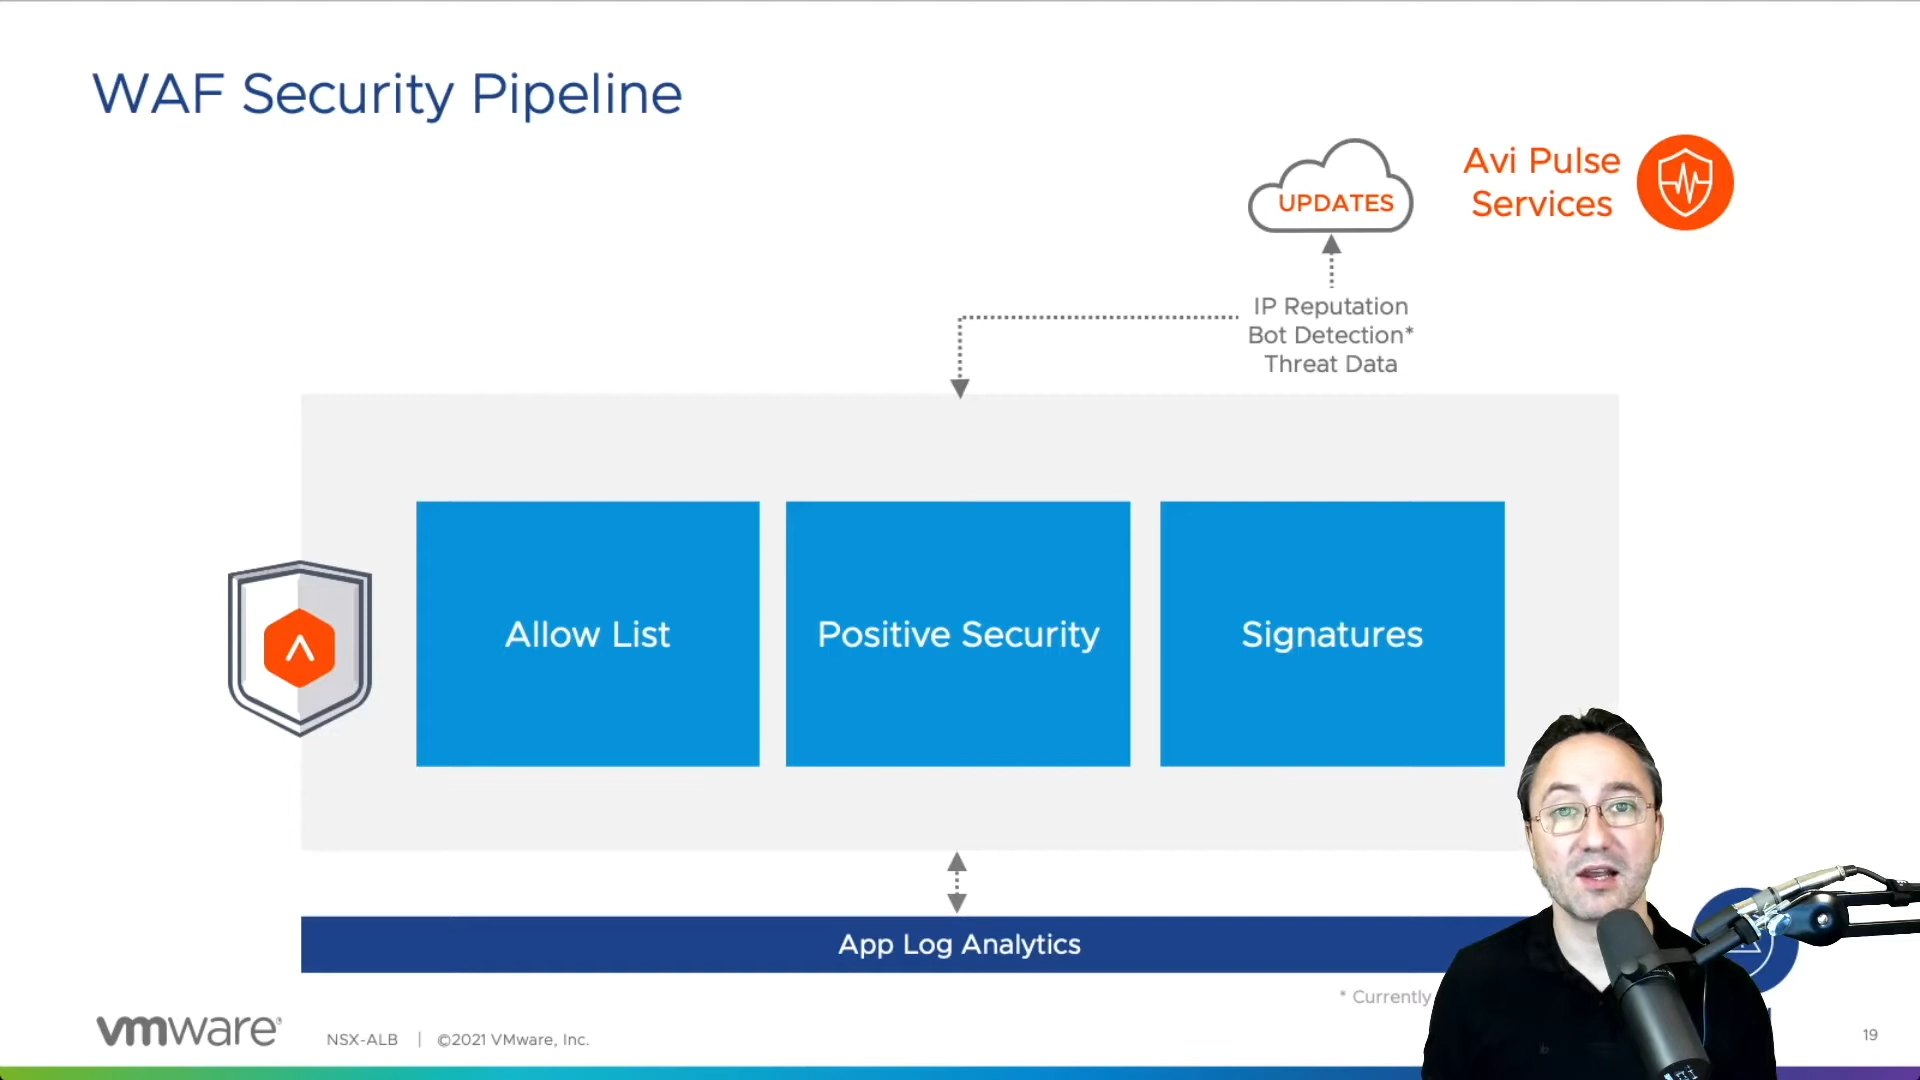 WAF Security Pipeline
UPDATES
Avi Pulse
Services
IP Reputation
Bot Detection*
Threat Data
Allow List
Positive Security
Signatures
App Log Analytics
* Currently
vmware®
NSX-ALB | ©2021 VMware, Inc.
19